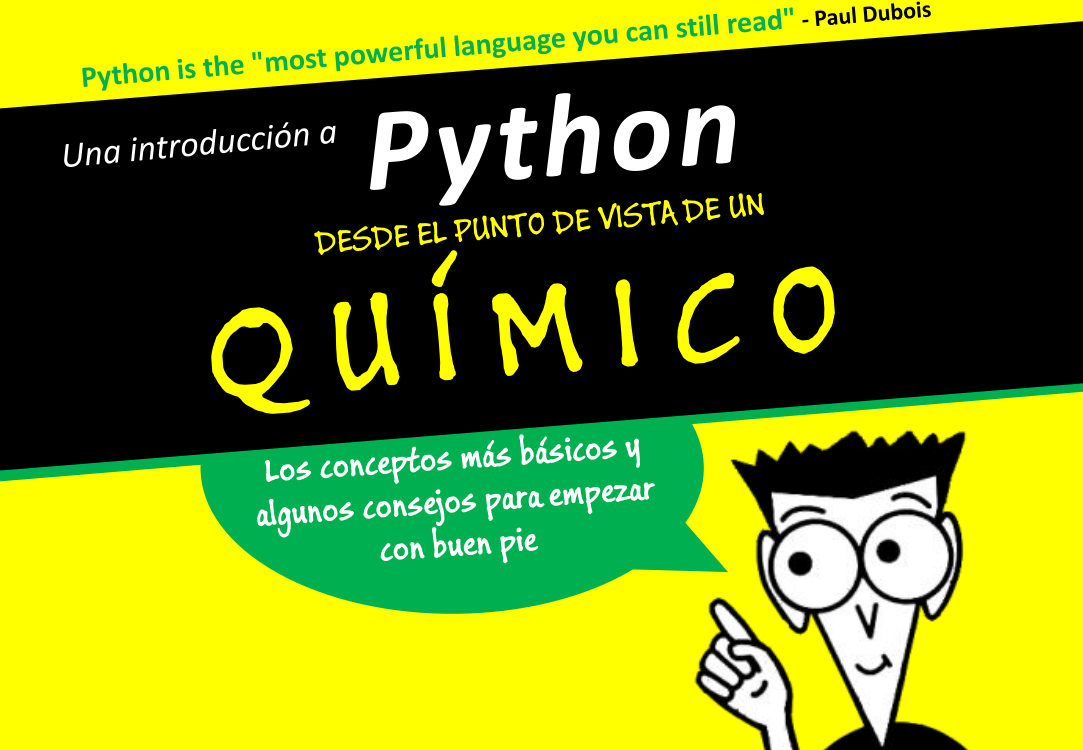 Python is the "most powerful language you can still read" - Paul Dubois
Una introducción a Python
DESDE EL PUNTO DE VISTA DE UN
QUÍMICO
Los conceptos más básicos y
algunos consejos para empezar
con buen pie